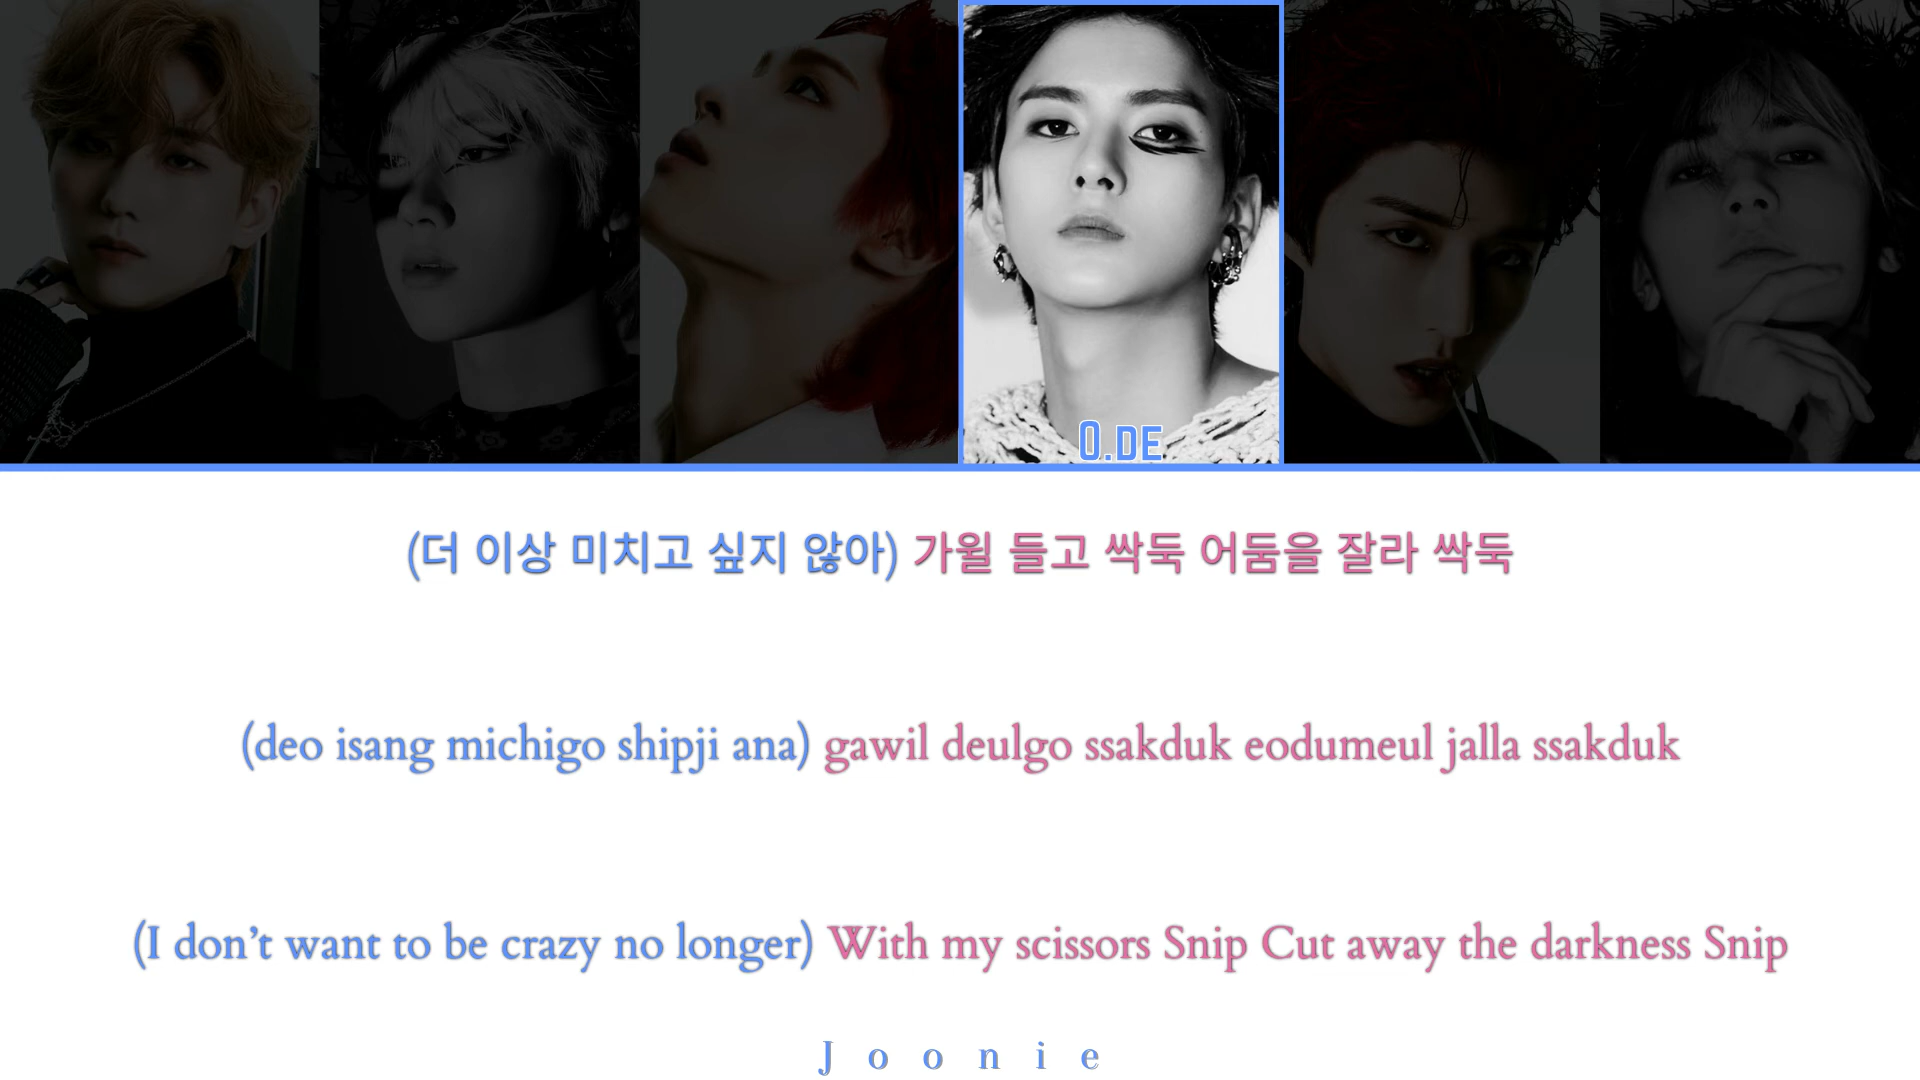 O.DE
(더 이상 미치고 싶지 않아) 가윌 들고 싹둑 어둠을 잘라 싹둑
(deo isang michigo shipji ana) gawil deulgo ssakduk eodumeul jalla ssakduk
(I don’t want to be crazy no longer) With my scissors Snip Cut away the darkness Snip
Joonie